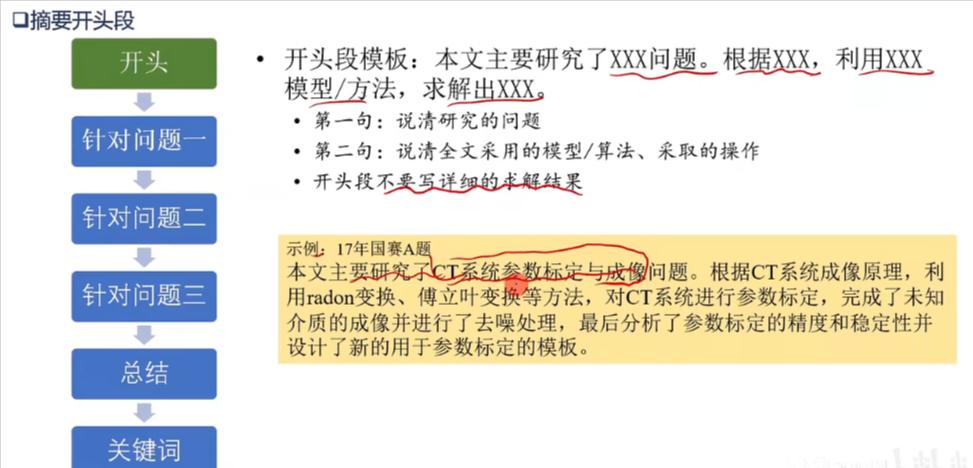 摘要开头段
开头
针对问题一
针对问题二
针对问题三
总结
关键词
• 开头段模板：本文主要研究了XXX问题。根据XXX，利用XXX
模型/方法，求解出XXX。
• 第一句：说清研究的问题
• 第二句：说清全文采用的模型/算法、采取的操作
• 开头段不要写详细的求解结果
示例：17年国赛A题
本文主要研究了CT系统参数标定与成像问题。根据CT系统成像原理，利
用radon变换、傅立叶变换等方法，对CT系统进行参数标定，完成了未知
介质的成像并进行了去噪处理，最后分析了参数标定的精度和稳定性并
设计了新的用于参数标定的模板。